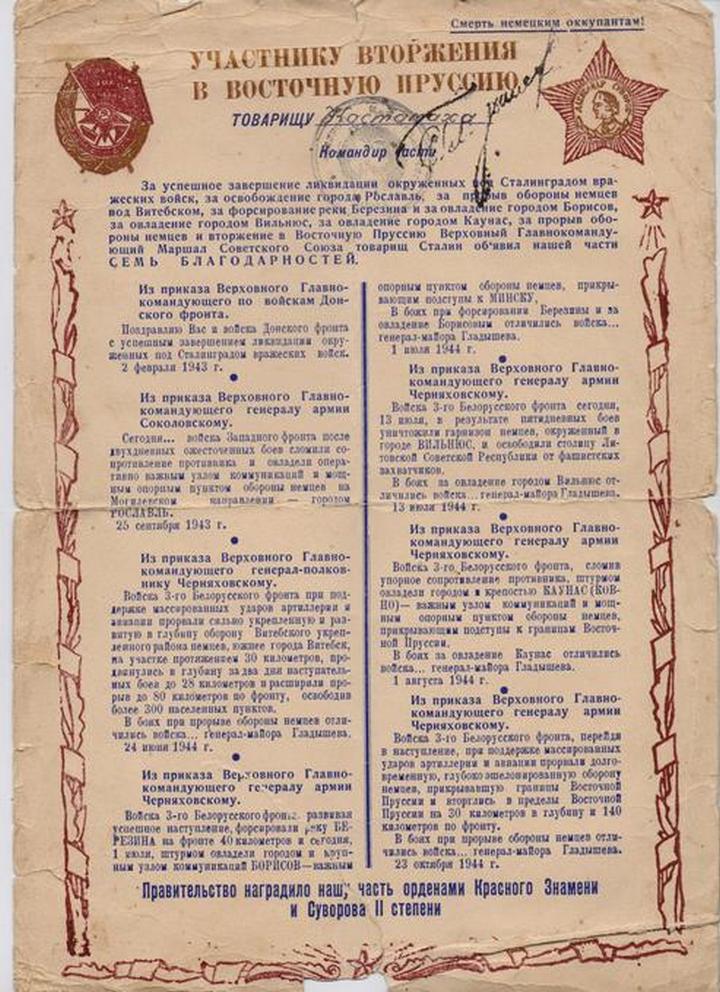 Смерть немецким оккупантам!
УЧАСТНИКУ ВТОРЖЕНИЯ
В ВОСТОЧНУЮ ПРУССИЮ
ТОВАРИЩУ
Командир части
За успешное завершение ликвидации окруженных под Сталинградом вра-
жеских войск, за освобождение города Рославль, за прорыв обороны немцев
под Витебском, за форсирование реки Березина и за овладение городом Борисов,
за овладение городом Вильнюс, за овладение городом Каунас, за прорыв обо-
роны немцев и вторжение в Восточную Пруссию Верховный Главнокоманду-
ющий Маршал Советского Союза товарищ Сталин об'явил нашей части
СЕМЬ БЛАГОДАРНОСТЕЙ.
Из приказа Верховного Главно-
командующего по войскам Дон-
ского фронта.
Поздравляю Вас и войска Донского фронта
с успешным завершением ликвидации окру-
женных под Сталинградом вражеских войск.
2 февраля 1943 г.
Из приказа Верховного Главно-
командующего генералу армии
Соколовскому.
Сегодня... войска Западного фронта после
двухдневных ожесточенных боев сломили со-
противление противника и овладели опера-
тивно важным узлом коммуникаций и мощ-
ным опорным пунктом обороны немцев на
Могилевском направлении — городом
РОСЛАВЛЬ.
25 сентября 1943 г.
Из приказа Верховного Главно-
командующего генерал-полков-
нику Черняховскому.
Войска 3-го Белорусского фронта при под-
держке массированных ударов артиллерии и
авиации прорвали сильно укрепленную и раз-
витую в глубину оборону Витебского укреп-
ленного района немцев, южнее города Витебск,
на участке протяжением 30 километров, про-
двинулись в глубину за два дня наступатель-
ных боев до 28 километров и расширили про-
рыв до 80 километров по фронту, освободив
более 300 населенных пунктов.
В боях при прорыве обороны немцев отли-
чились войска... генерал-майора Гладышева.
24 июня 1944 г.
Из приказа Верховного Главно-
командующего генералу армии
Черняховскому.
Войска 3-го Белорусского фронта, развивая
успешное наступление, форсировали реку БЕ-
РЕЗИНА на фронте 40 километров и сегодня,
1 июля, штурмом овладели городом и круп-
ным узлом коммуникаций БОРИСОВ—важным
опорным пунктом обороны немцев, прикры-
вающим подступы к МИНСКУ,
В боях при форсировании Березины и за
овладение Борисовым отличились войска...
генерал-майора Гладышева.
1 июля 1944 г.
Из приказа Верховного Главно-
командующего генералу армии
Черняховскому.
Войска 3-го Белорусского фронта сегодня,
13 июля, в результате пятидневных боев
уничтожили гарнизон немцев, окруженный в
городе ВИЛЬНЮС, и освободили столицу Ли-
товской Советской Республики от фашистских
захватчиков.
В боях за овладение городом Вильнюс от-
личились войска... генерал-майора Гладышева.
13 июля 1944 г.
Из приказа Верховного Главно-
командующего генералу армии
Черняховскому.
Войска 3-го Белорусского фронта, сломив
упорное сопротивление противника, штурмом
овладели городом и крепостью КАУНАС (КОВ-
НО)— важным узлом коммуникаций и мощ-
ным опорным пунктом обороны немцев,
прикрывающим подступы к границам Восточ-
ной Пруссии.
В боях за овладение Каунас отличились
войска... генерал-майора Гладышева.
1 августа 1944 г.
Из приказа Верховного Главно-
командующего генералу армии
Черняховскому.
Войска 3-го Белорусского фронта, перейдя
в наступление, при поддержке массированных
ударов артиллерии и авиации прорвали долго-
временную, глубоко эшелонированную оборону
немцев, прикрывавшую границы Восточной
Пруссии и вторглись в пределы Восточной
Пруссии на 30 километров в глубину и 140
километров по фронту.
В боях при прорыве обороны немцев отли-
чились войска... генерал-майора Гладышева.
23 октября 1944 г.
Правительство наградило нашу часть орденами Красного Знамени
и Суворова II степени